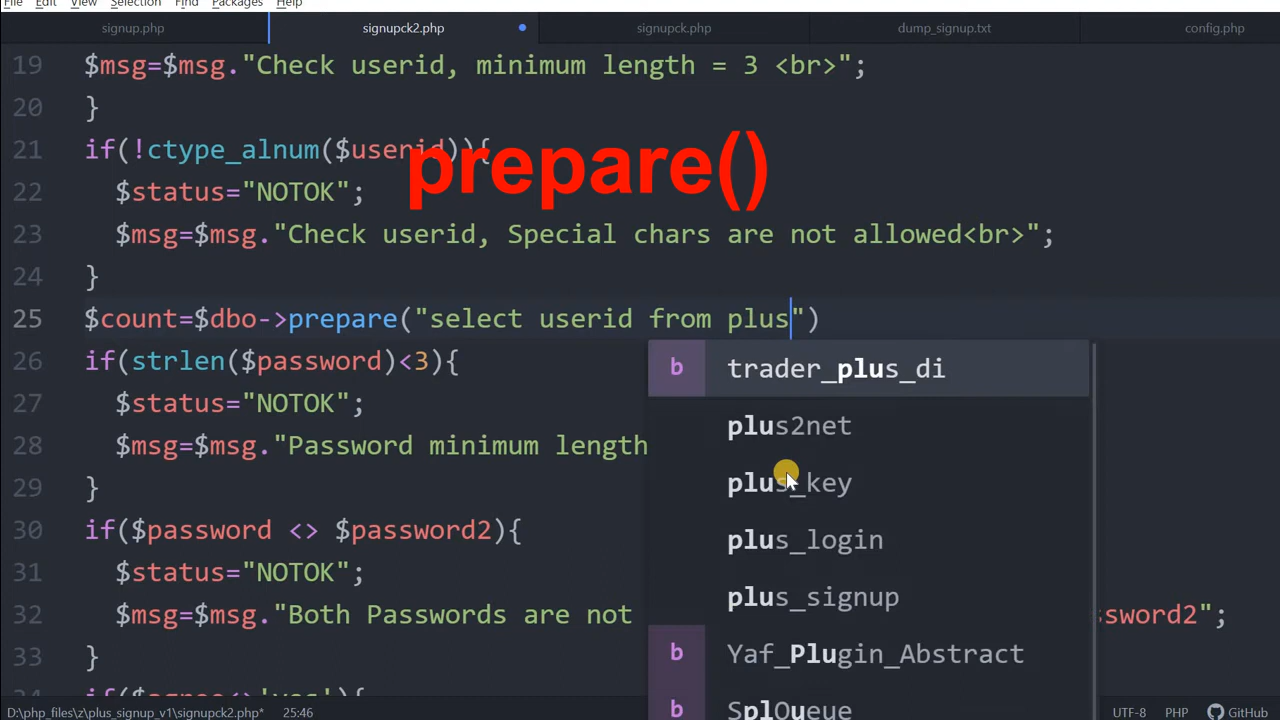 File Edit View Selection Find Packages Help
signup.php signupck2.php signupck.php dump_signup.txt config.php
19 $msg=$msg."Check userid, minimum length = 3 <br>";
20 }
21 if(!ctype_alnum($userid)){
prepare()
22 $status="NOTOK";
23 $msg=$msg."Check userid, Special chars are not allowed<br>";
24 }
25 $count=$dbo->prepare("select userid from plus")
26 if(strlen($password)<3){
b trader_plus_di
27 $status="NOTOK";
plus2net
28 $msg=$msg."Password minimum length
29 }
plus_key
30 if($password <> $password2){
plus_login
31 $status="NOTOK";
plus_signup
32 $msg=$msg."Both Passwords are not ssword2";
33 }
b Yaf_Plugin_Abstract
34 if($agree<>'yes'){
b SplQueue
D:\php_files\z\plus_signup_v1\signupck2.php* 25:46 UTF-8 PHP GitHub